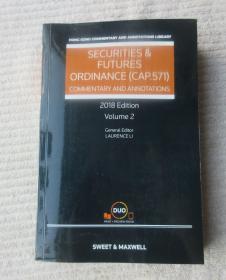 HONG KONG COMMENTARY AND ANNOTATIONS LIBRARY
SECURITIES &
FUTURES
ORDINANCE (CAP.571)
COMMENTARY AND ANNOTATIONS
2018 Edition
Volume 2
General Editor
LAURENCE LI
DUO
SWEET & MAXWELL